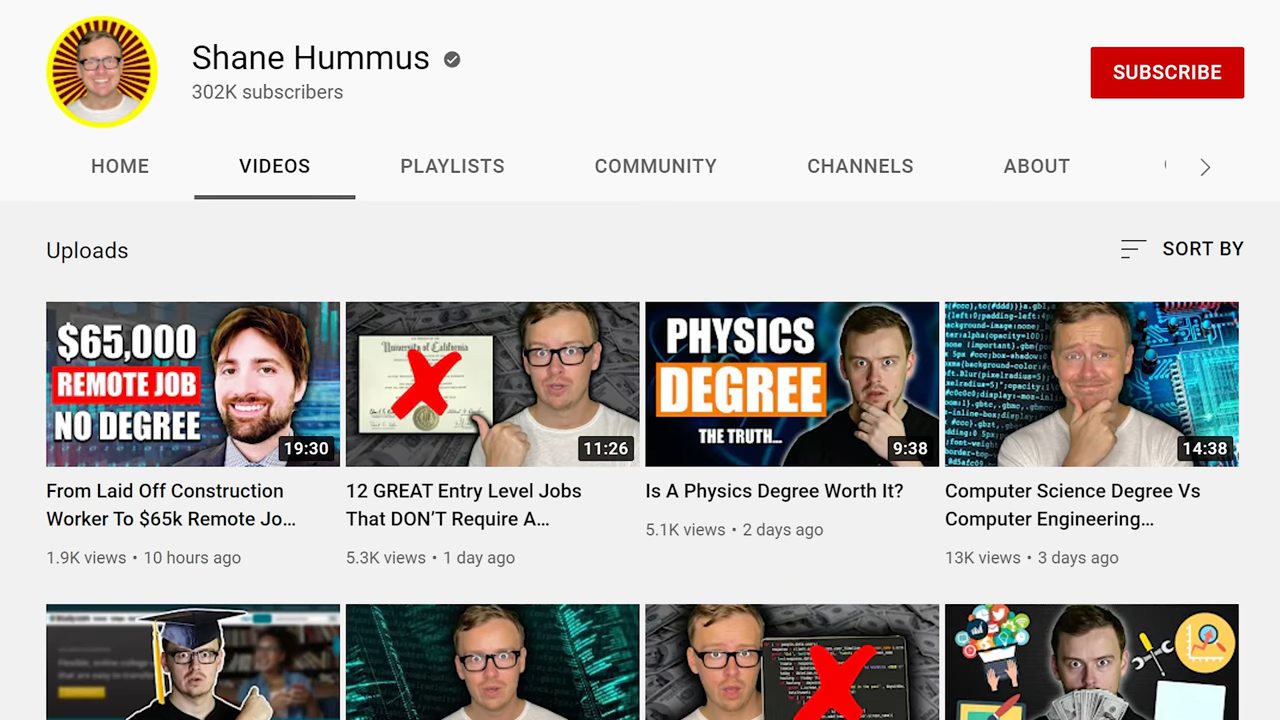 Shane Hummus
302K subscribers
SUBSCRIBE
HOME
VIDEOS
PLAYLISTS
COMMUNITY
CHANNELS
ABOUT
Uploads
SORT BY
$65,000
REMOTE JOB
NO DEGREE
19:30
University of California
11:26
PHYSICS
DEGREE
THE TRUTH...
9:38
14:38
From Laid Off Construction
Worker To $65k Remote Jo...
1.9K views • 10 hours ago
12 GREAT Entry Level Jobs
That DON'T Require A...
5.3K views • 1 day ago
Is A Physics Degree Worth It?
5.1K views • 2 days ago
Computer Science Degree Vs
Computer Engineering...
13K views • 3 days ago